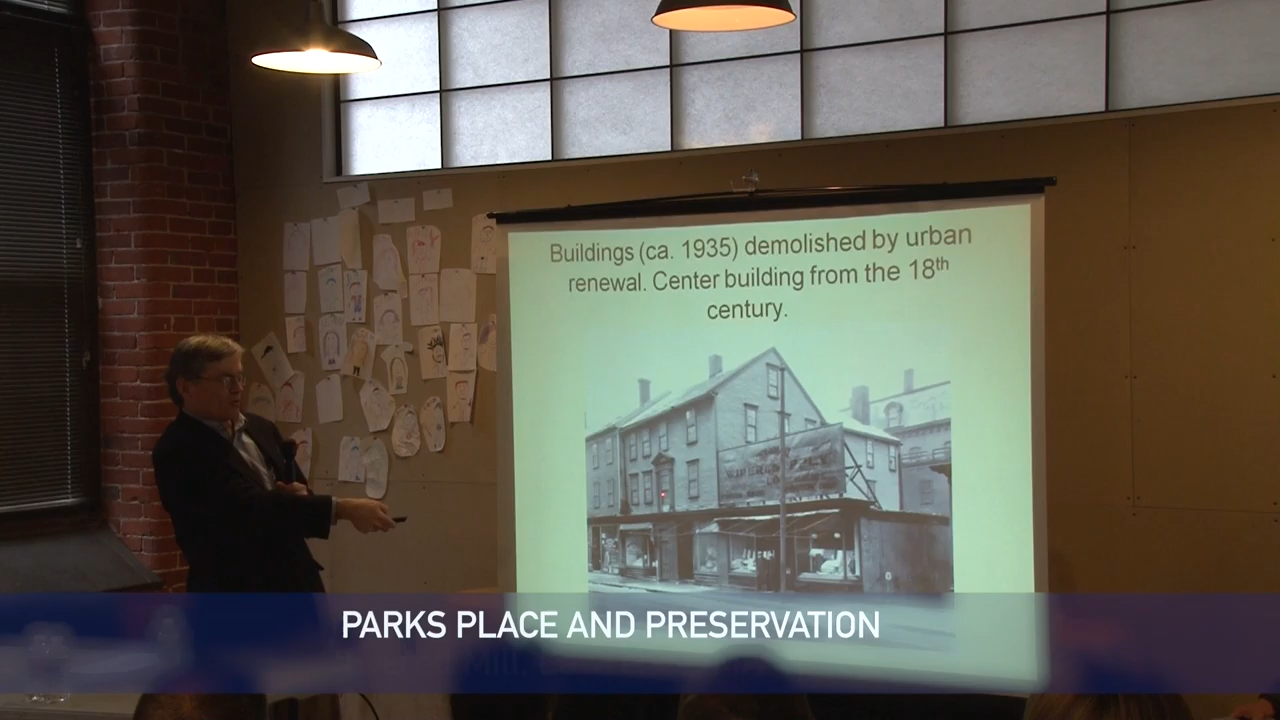 Buildings (ca. 1935) demolished by urban
renewal. Center building from the 18th
century.
PARKS PLACE AND PRESERVATION